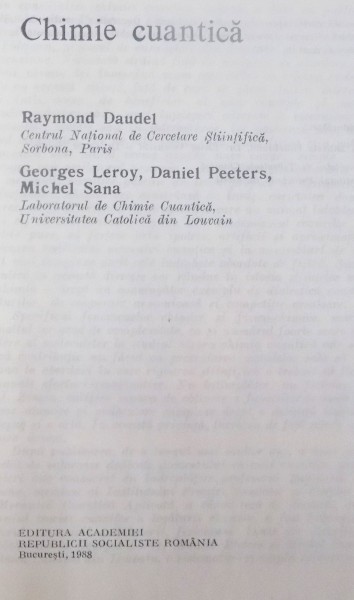 Chimie cuantică
Raymond Daudel
Centrul Național de Cercetare Științifică,
Sorbona, Paris
Georges Leroy, Daniel Peeters,
Michel Sana
Laboratorul de Chimie Cuantică,
Universitatea Catolică din Louvain
EDITURA ACADEMIEI
REPUBLICII SOCIALISTE ROMÂNIA
București, 1988